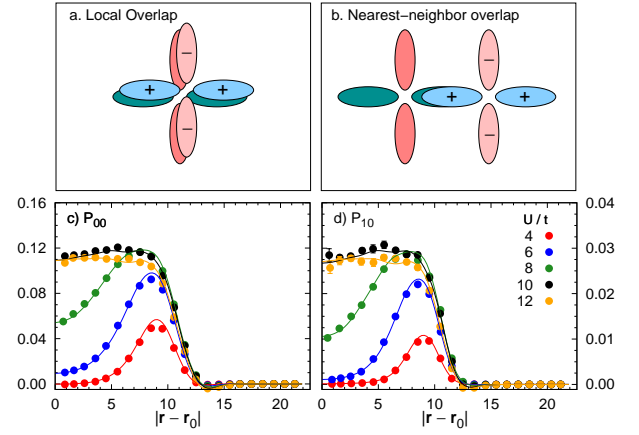 a. Local Overlap
b. Nearest−neighbor overlap
−
+
+
−
−
+
+
−
c) P00
d) P10
U / t
4
6
8
10
12
0.16
0.12
0.08
0.04
0.00
0.04
0.03
0.02
0.01
0.00
0 5 10 15 20
0 5 10 15 20
|r − r0|
|r − r0|